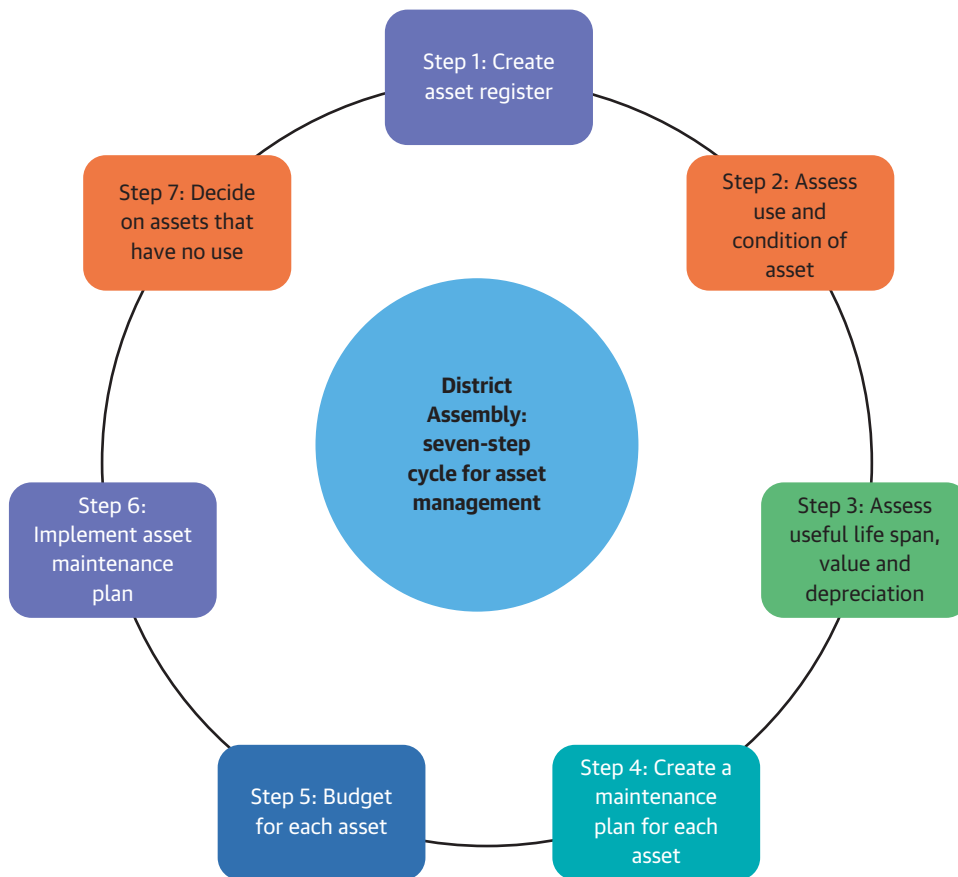 Step 1: Create
asset register
Step 2: Assess
use and
condition of
asset
Step 3: Assess
useful life span,
value and
depreciation
Step 4: Create a
maintenance
plan for each
asset
Step 5: Budget
for each asset
Step 6:
Implement asset
maintenance
plan
Step 7: Decide
on assets that
have no use
District
Assembly:
seven-step
cycle for asset
management